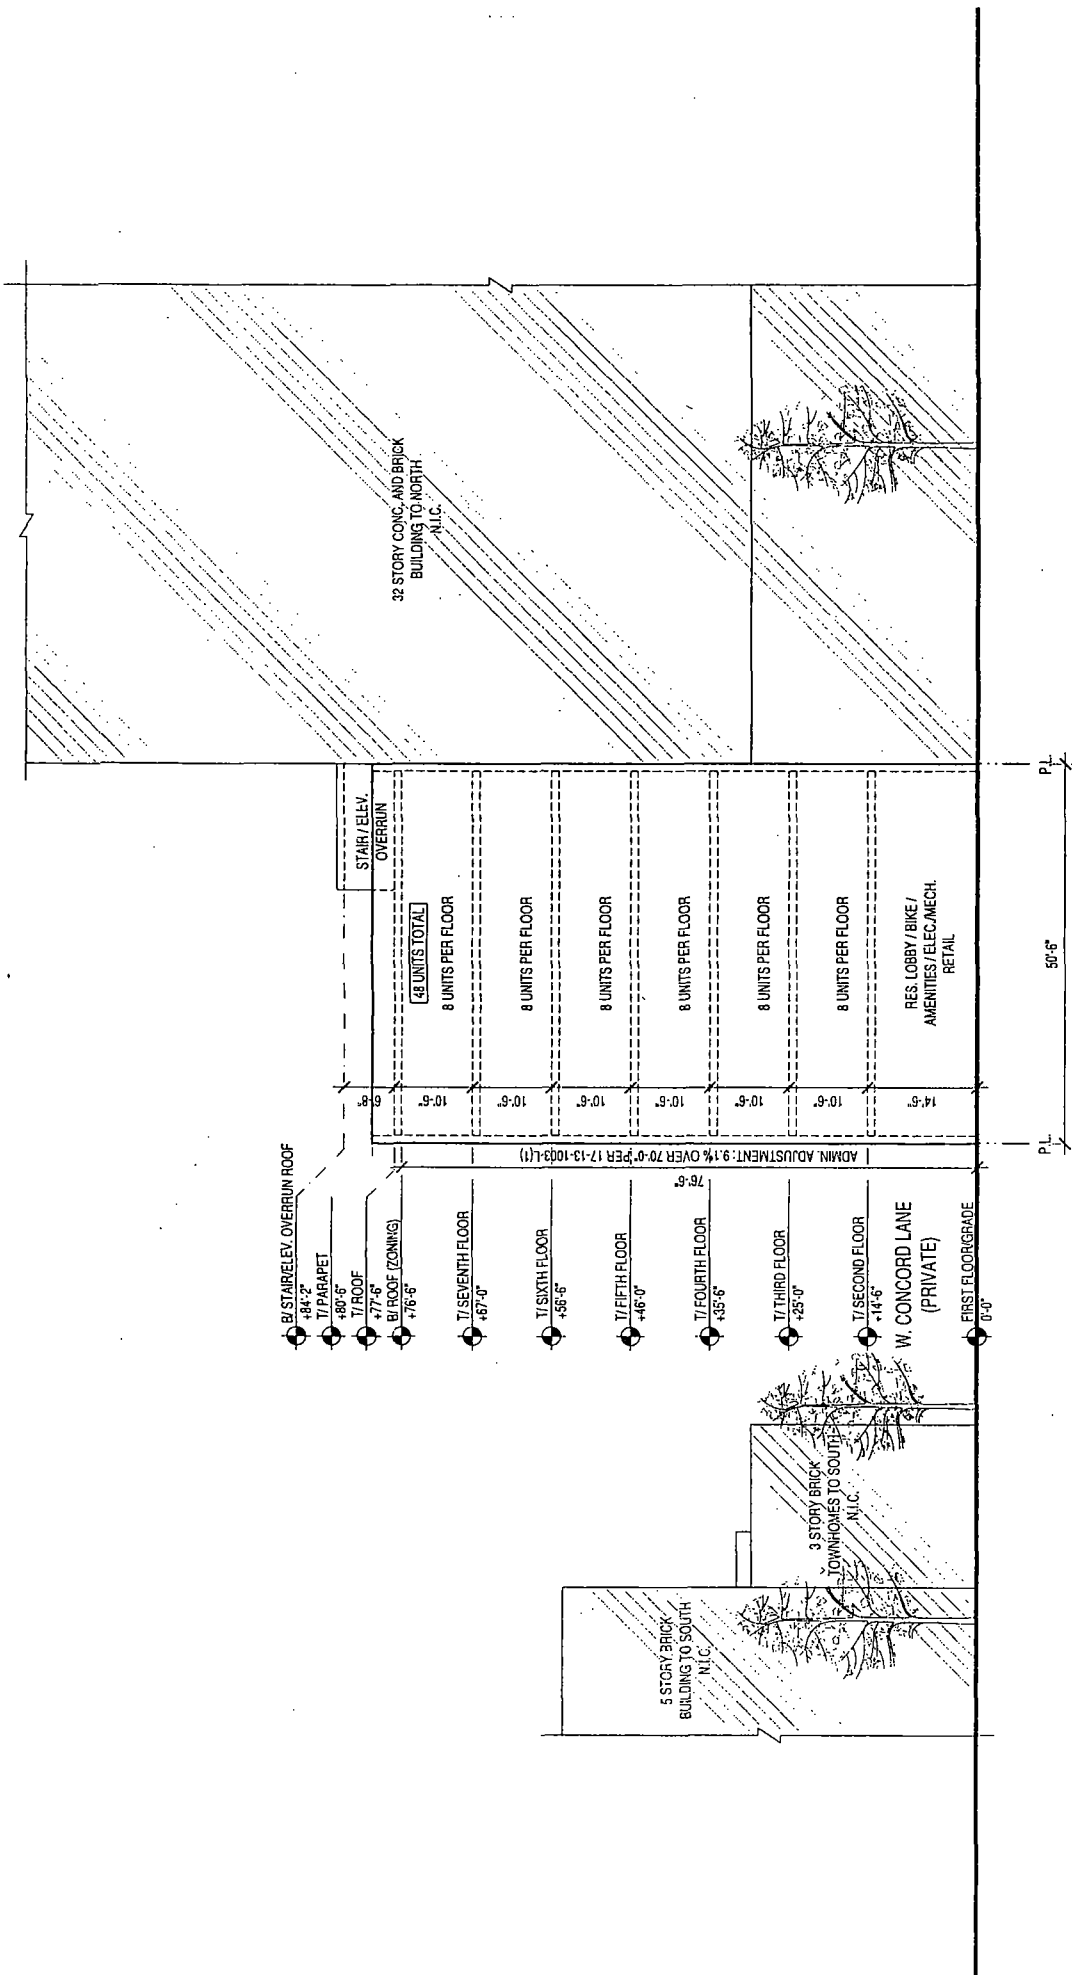 32 STORY CONC. AND BRICK
BUILDING TO NORTH
N.I.C.
STAIR / ELEV.
OVERRUN
48 UNITS TOTAL
8 UNITS PER FLOOR
8 UNITS PER FLOOR
8 UNITS PER FLOOR
8 UNITS PER FLOOR
8 UNITS PER FLOOR
8 UNITS PER FLOOR
RES. LOBBY / BIKE /
AMENITIES / ELEC./MECH.
RETAIL
6'-8"
10'-6"
10'-6"
10'-6"
10'-6"
10'-6"
10'-6"
14'-6"
P.L.
50'-6"
P.L.
ADMIN. ADJUSTMENT: 9.1% OVER 70'-0" PER 17-13-1003-L(1)
76'-6"
B/ STAIR/ELEV. OVERRUN ROOF
+84'-2"
T/ PARAPET
+80'-6"
T/ ROOF
+77'-6"
B/ ROOF (ZONING)
+76'-6"
T/ SEVENTH FLOOR
+67'-0"
T/ SIXTH FLOOR
+56'-6"
T/ FIFTH FLOOR
+46'-0"
T/ FOURTH FLOOR
+35'-6"
T/ THIRD FLOOR
+25'-0"
T/ SECOND FLOOR
+14'-6"
W. CONCORD LANE
(PRIVATE)
FIRST FLOOR/GRADE
0'-0"
3 STORY BRICK
TOWNHOMES TO SOUTH
N.I.C.
5 STORY BRICK
BUILDING TO SOUTH
N.I.C.